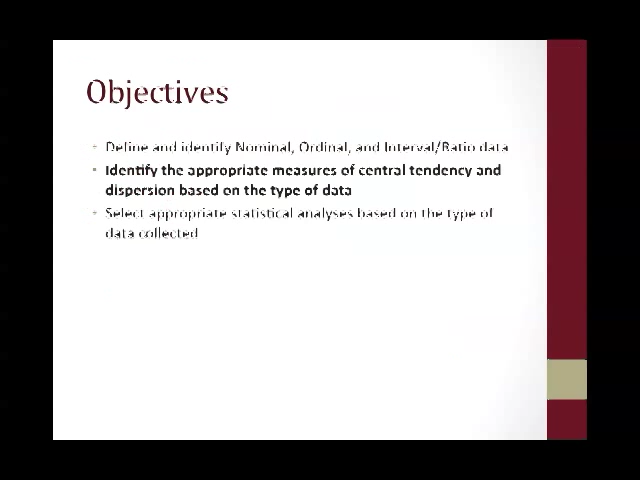 Objectives
Define and identify Nominal, Ordinal, and Interval/Ratio data
Identify the appropriate measures of central tendency and
dispersion based on the type of data
Select appropriate statistical analyses based on the type of
data collected